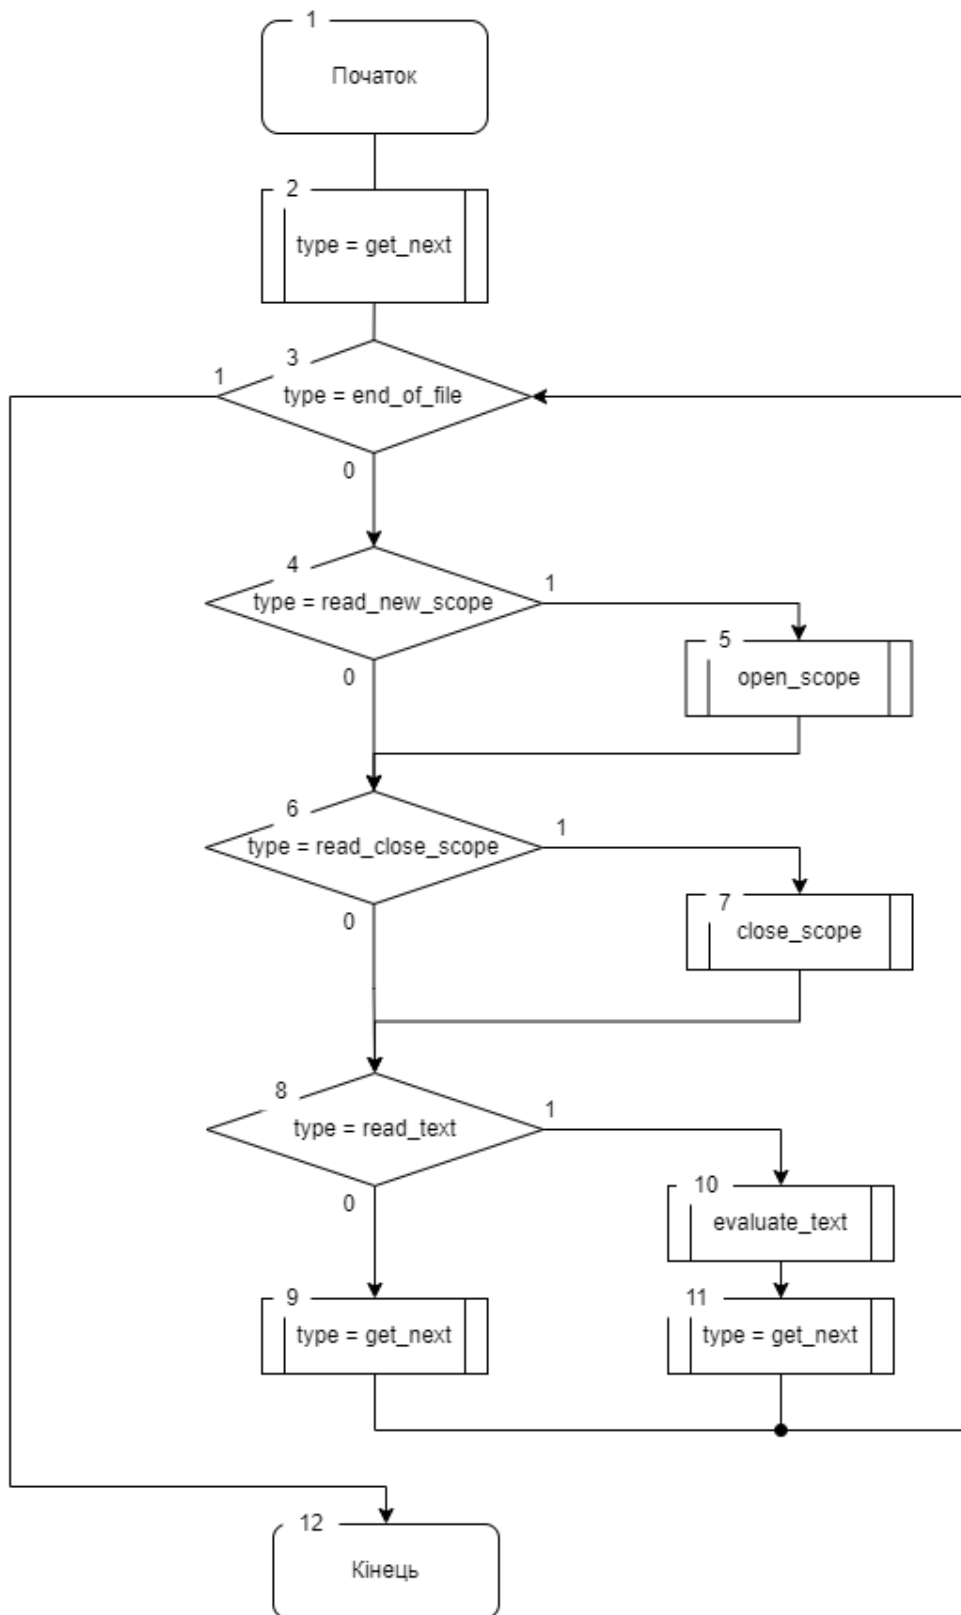 1
Початок
2
type = get_next
3
1
type = end_of_file
0
4
1
type = read_new_scope
5
0
open_scope
6
1
type = read_close_scope
7
0
close_scope
8
1
type = read_text
10
0
evaluate_text
9
11
type = get_next
type = get_next
12
Кінець